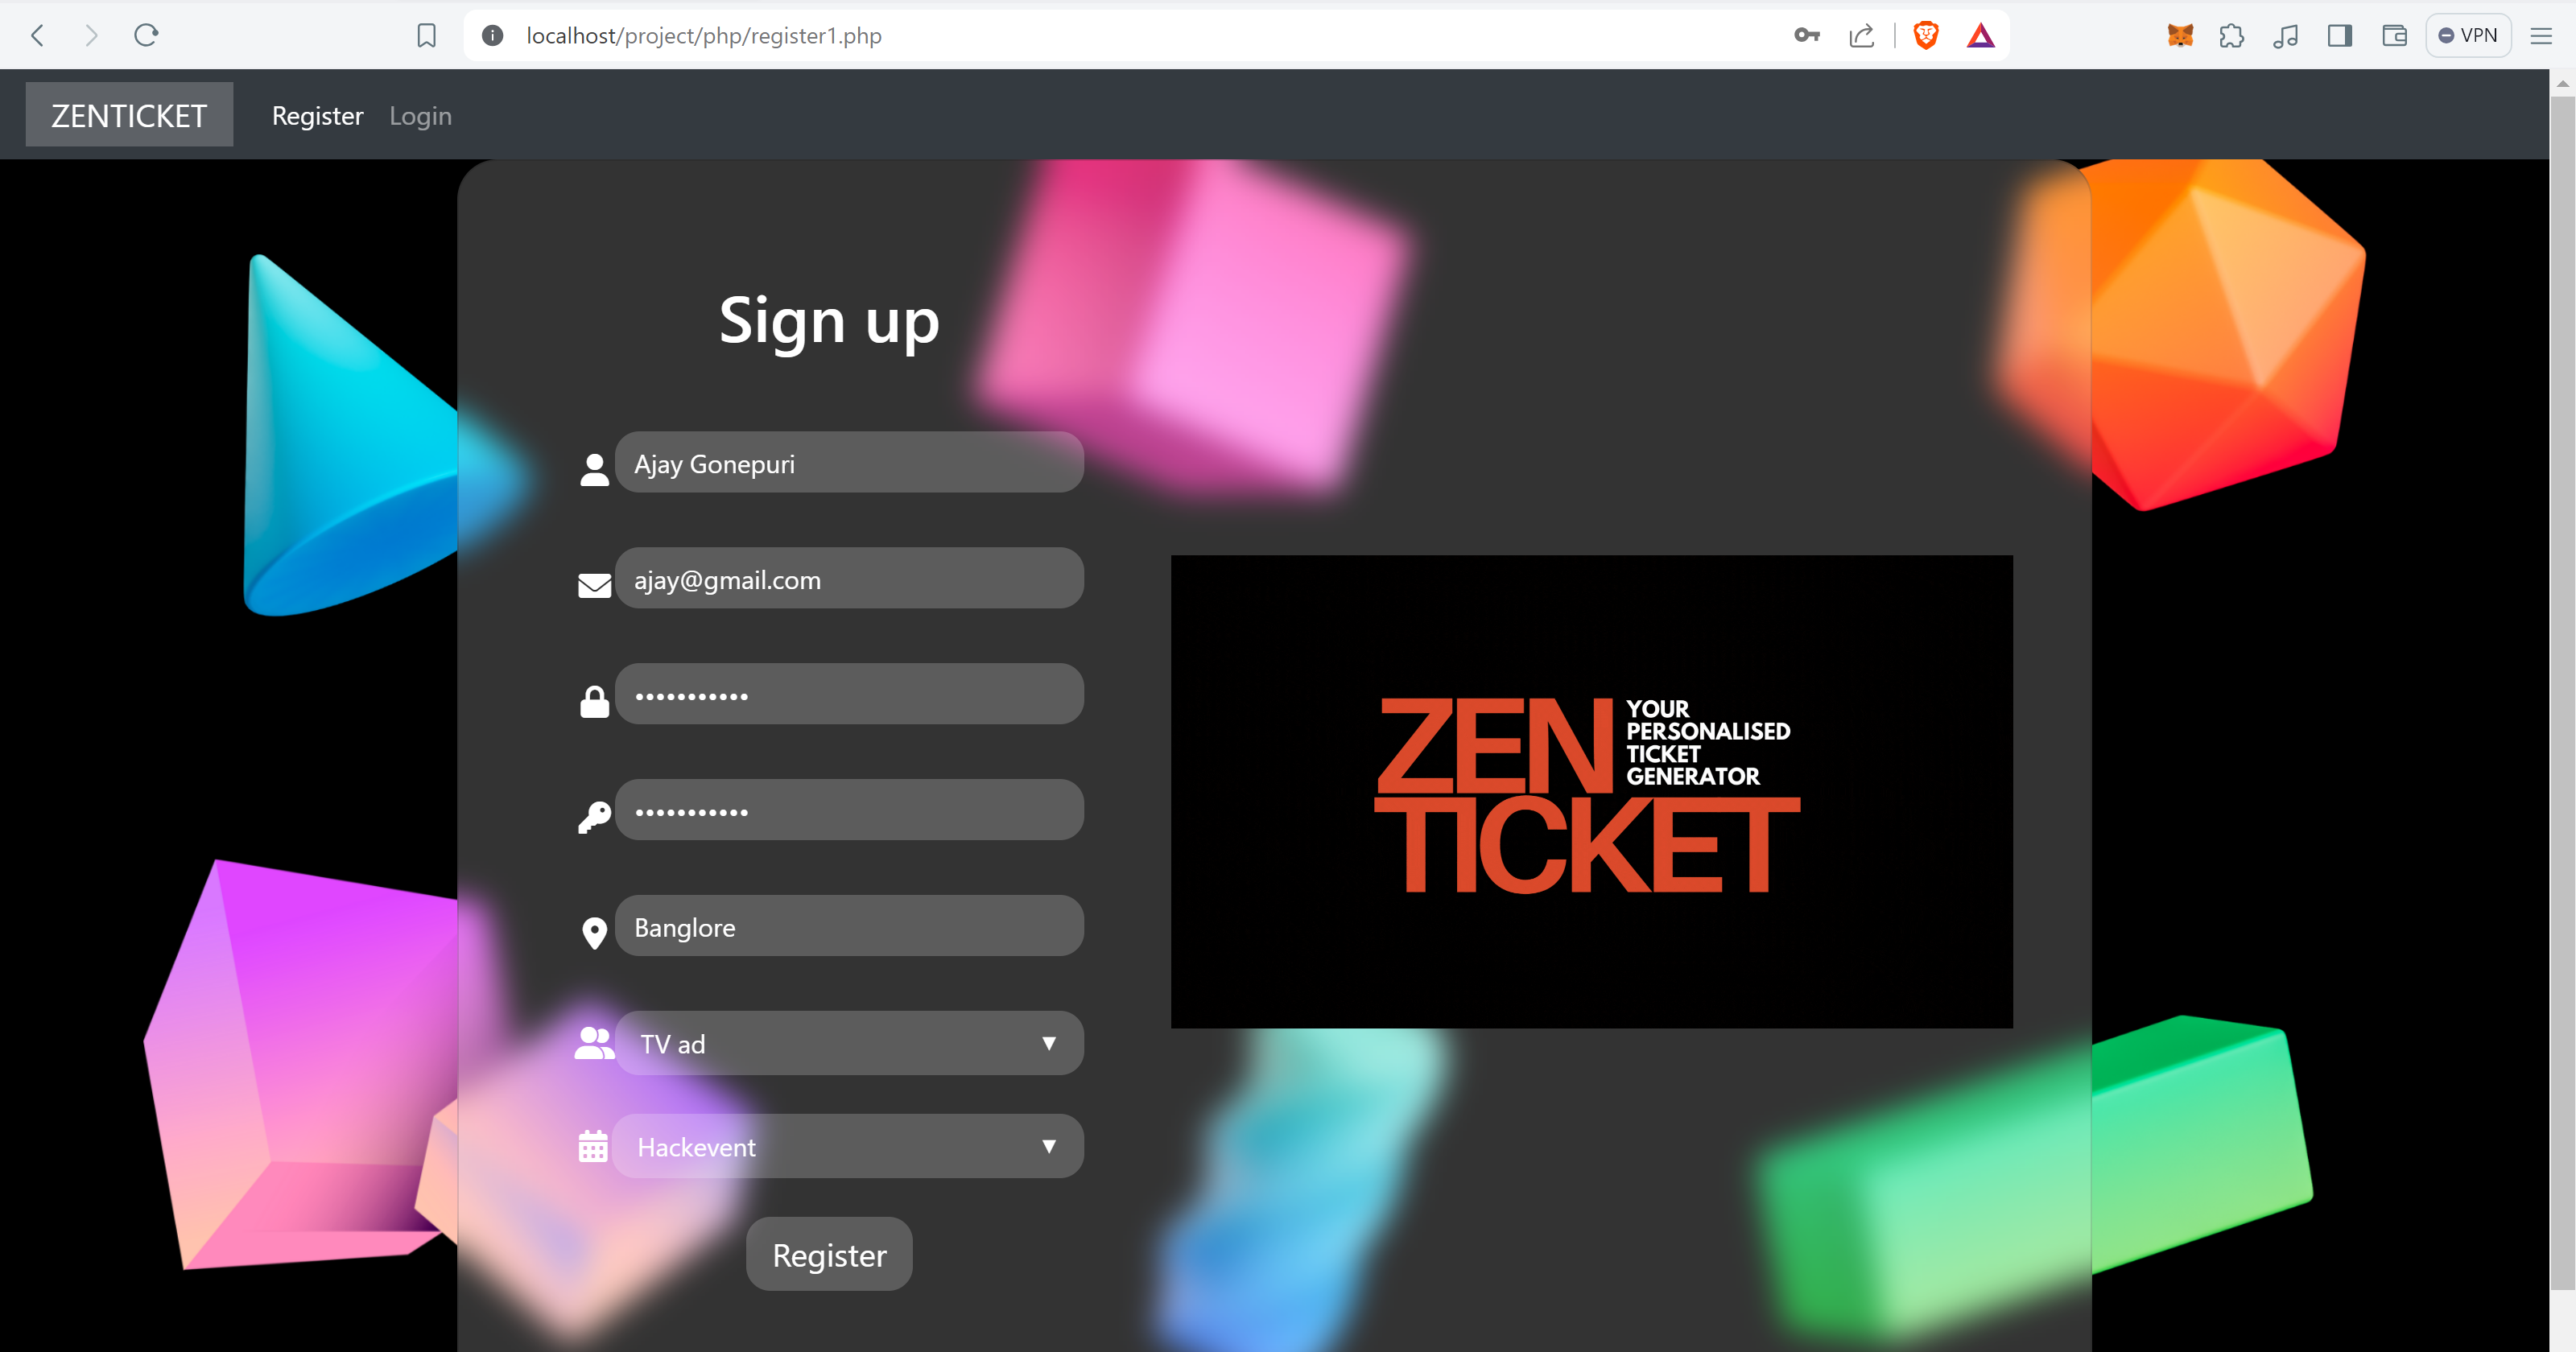 localhost/project/php/register1.php
VPN
ZENTICKET
Register
Login
Sign up
Ajay Gonepuri
ajay@gmail.com
•••••••••••
•••••••••••
Banglore
TV ad
Hackevent
Register
ZEN
YOUR
PERSONALISED
TICKET
GENERATOR
TICKET